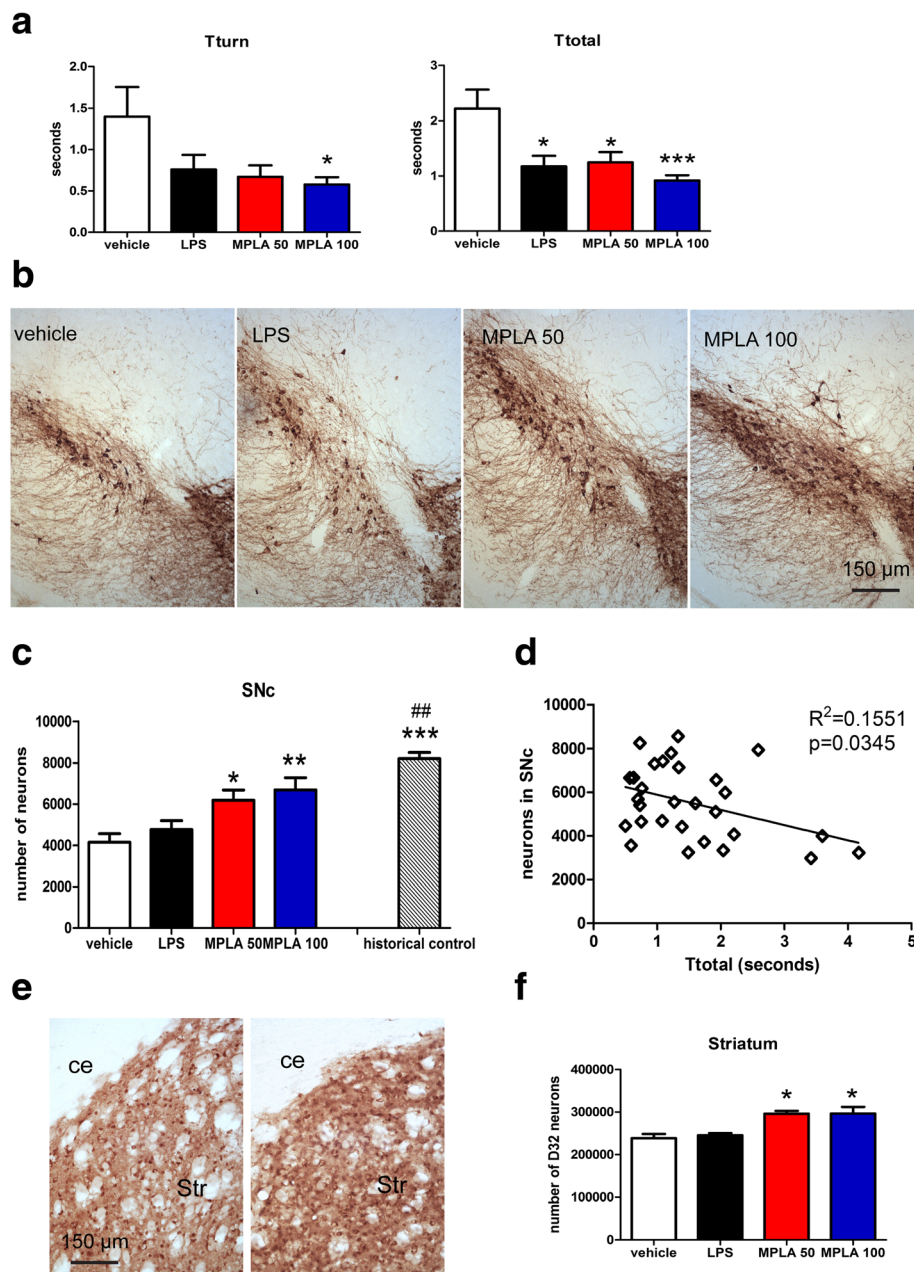 a
Tturn
Ttotal
2.0
1.5
1.0
0.5
0.0
seconds
*
vehicle
LPS
MPLA 50
MPLA 100
3
2
1
0
seconds
*
*
***
vehicle
LPS
MPLA 50
MPLA 100
b
vehicle
LPS
MPLA 50
MPLA 100
150 µm
c
SNc
10000
8000
6000
4000
2000
0
number of neurons
*
**
##
***
vehicle
LPS
MPLA 50
MPLA 100
historical control
d
R²=0.1551
p=0.0345
10000
8000
6000
4000
2000
0
neurons in SNc
0
1
2
3
4
5
Ttotal (seconds)
e
ce
Str
150 µm
ce
Str
f
Striatum
400000
300000
200000
100000
0
number of D32 neurons
*
*
vehicle
LPS
MPLA 50
MPLA 100